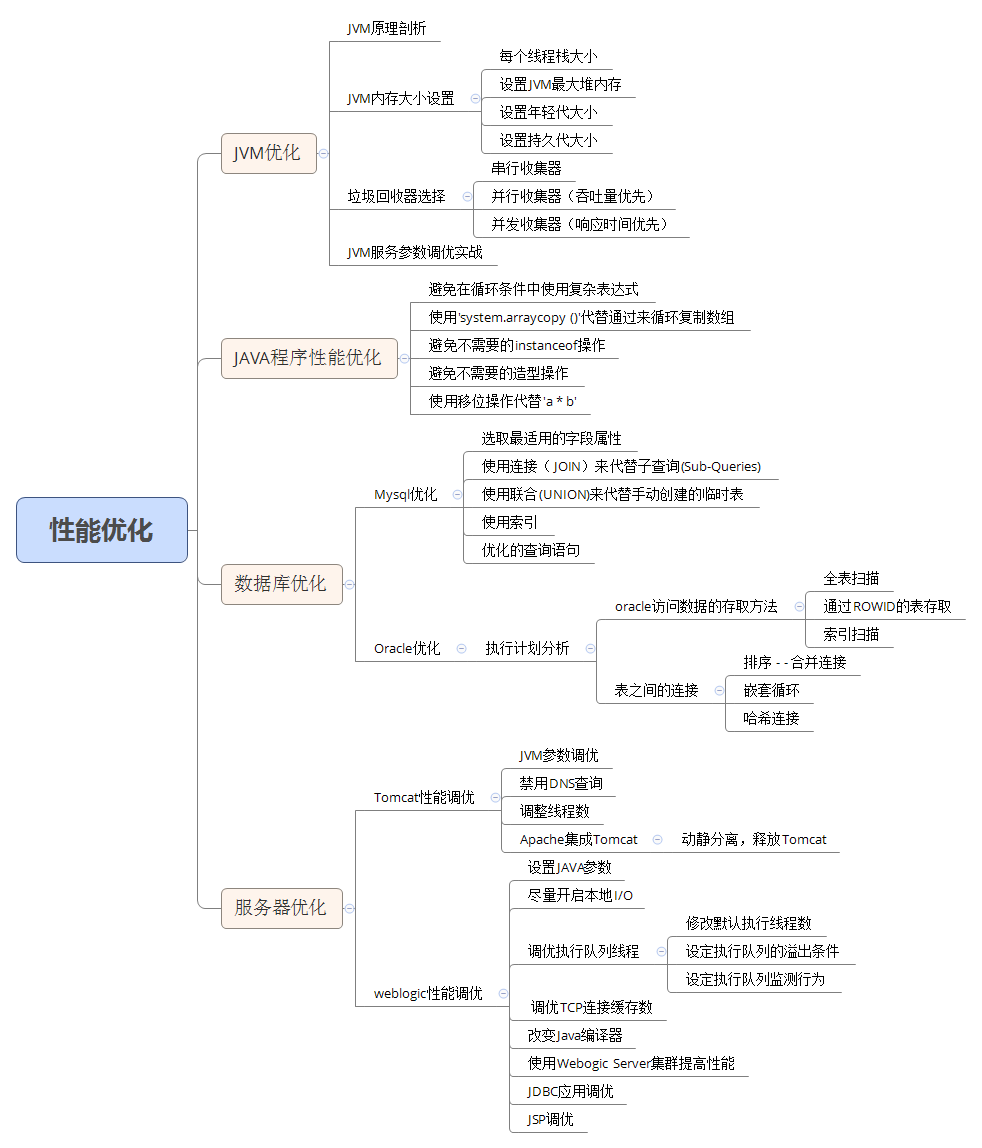 性能优化
JVM优化
JVM原理剖析
JVM内存大小设置
每个线程栈大小
设置JVM最大堆内存
设置年轻代大小
设置持久代大小
垃圾回收器选择
串行收集器
并行收集器（吞吐量优先）
并发收集器（响应时间优先）
JVM服务参数调优实战
JAVA程序性能优化
避免在循环条件中使用复杂表达式
使用'system.arraycopy ()'代替通过来循环复制数组
避免不需要的instanceof操作
避免不需要的造型操作
使用移位操作代替'a * b'
数据库优化
Mysql优化
选取最适用的字段属性
使用连接（ JOIN）来代替子查询(Sub-Queries)
使用联合(UNION)来代替手动创建的临时表
使用索引
优化的查询语句
Oracle优化
执行计划分析
oracle访问数据的存取方法
全表扫描
通过ROWID的表存取
索引扫描
表之间的连接
排序 - - 合并连接
嵌套循环
哈希连接
服务器优化
Tomcat性能调优
JVM参数调优
禁用DNS查询
调整线程数
Apache集成Tomcat
动静分离，释放Tomcat
weblogic性能调优
设置JAVA参数
尽量开启本地I/O
调优执行队列线程
修改默认执行线程数
设定执行队列的溢出条件
设定执行队列监测行为
调优TCP连接缓存数
改变Java编译器
使用Webogic Server集群提高性能
JDBC应用调优
JSP调优